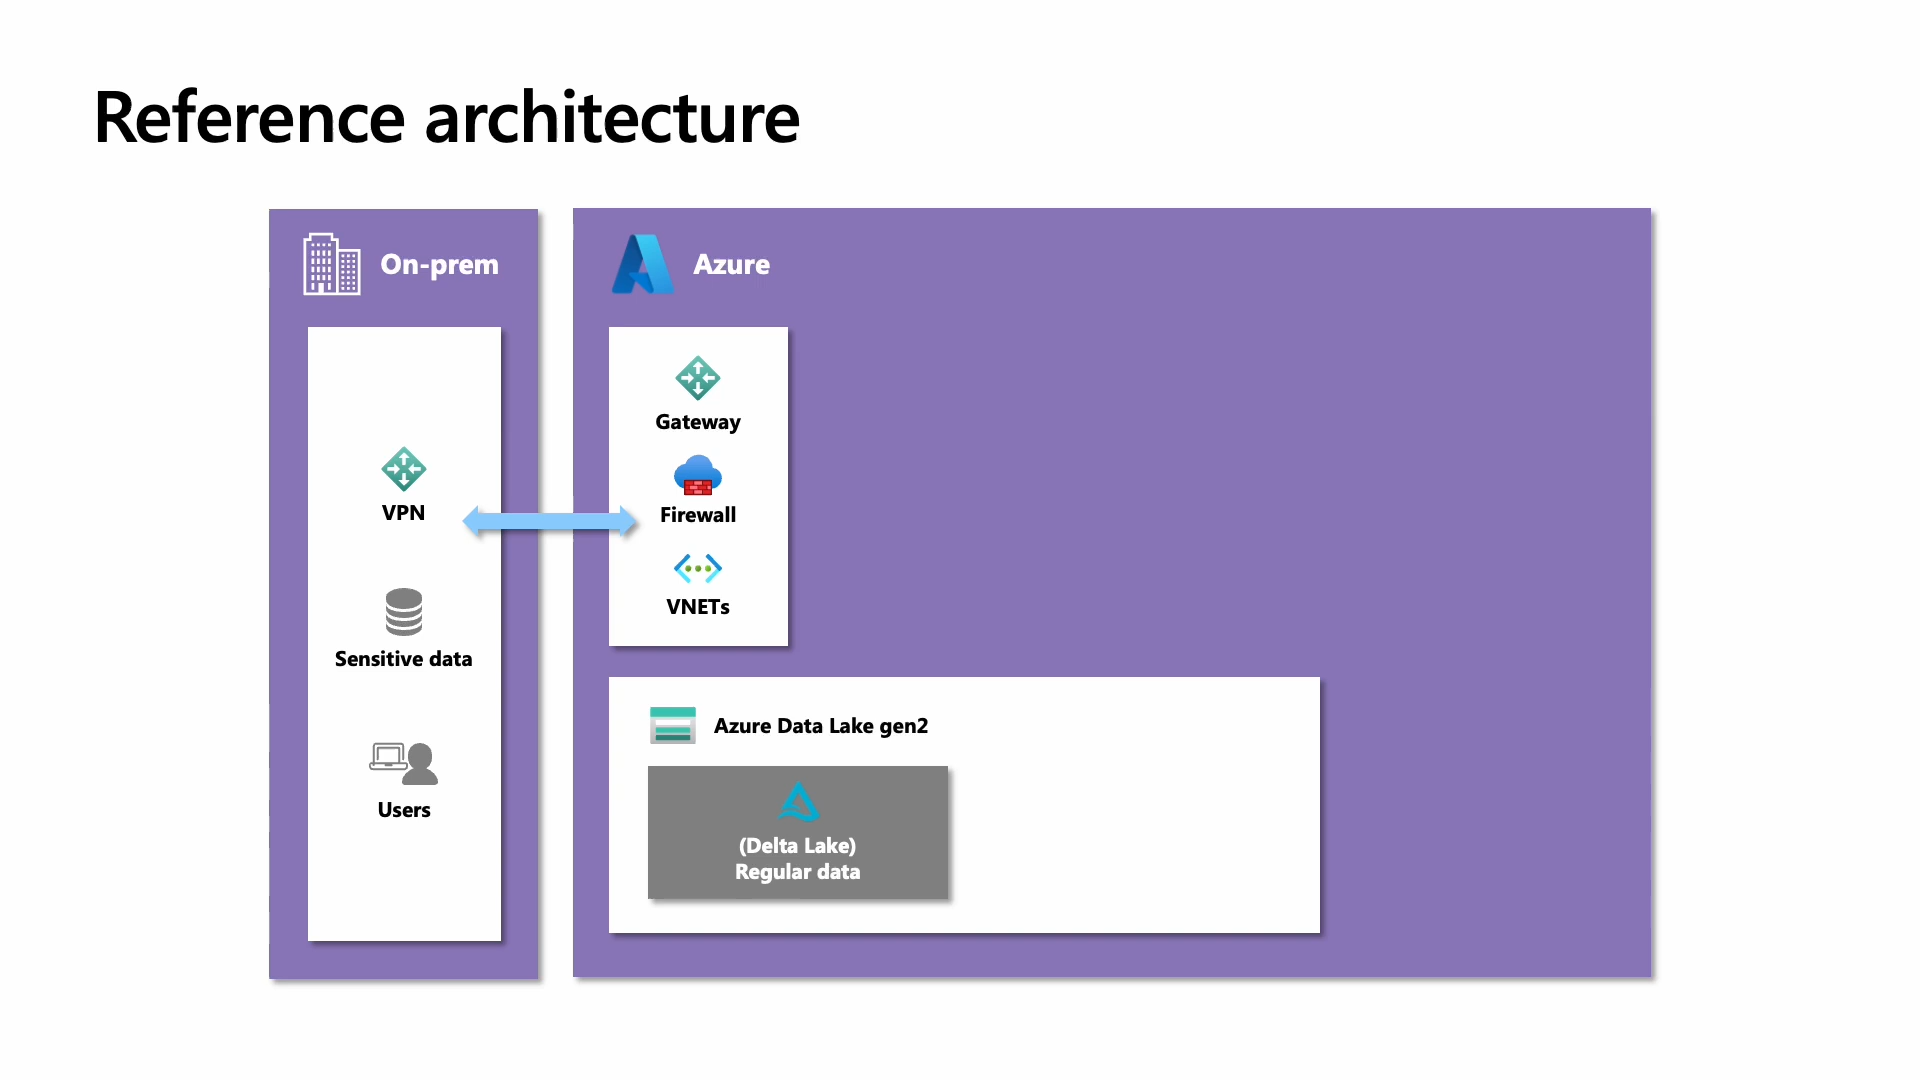 Reference architecture
On-prem
VPN
Sensitive data
Users
Azure
Gateway
Firewall
VNETs
Azure Data Lake gen2
(Delta Lake)
Regular data